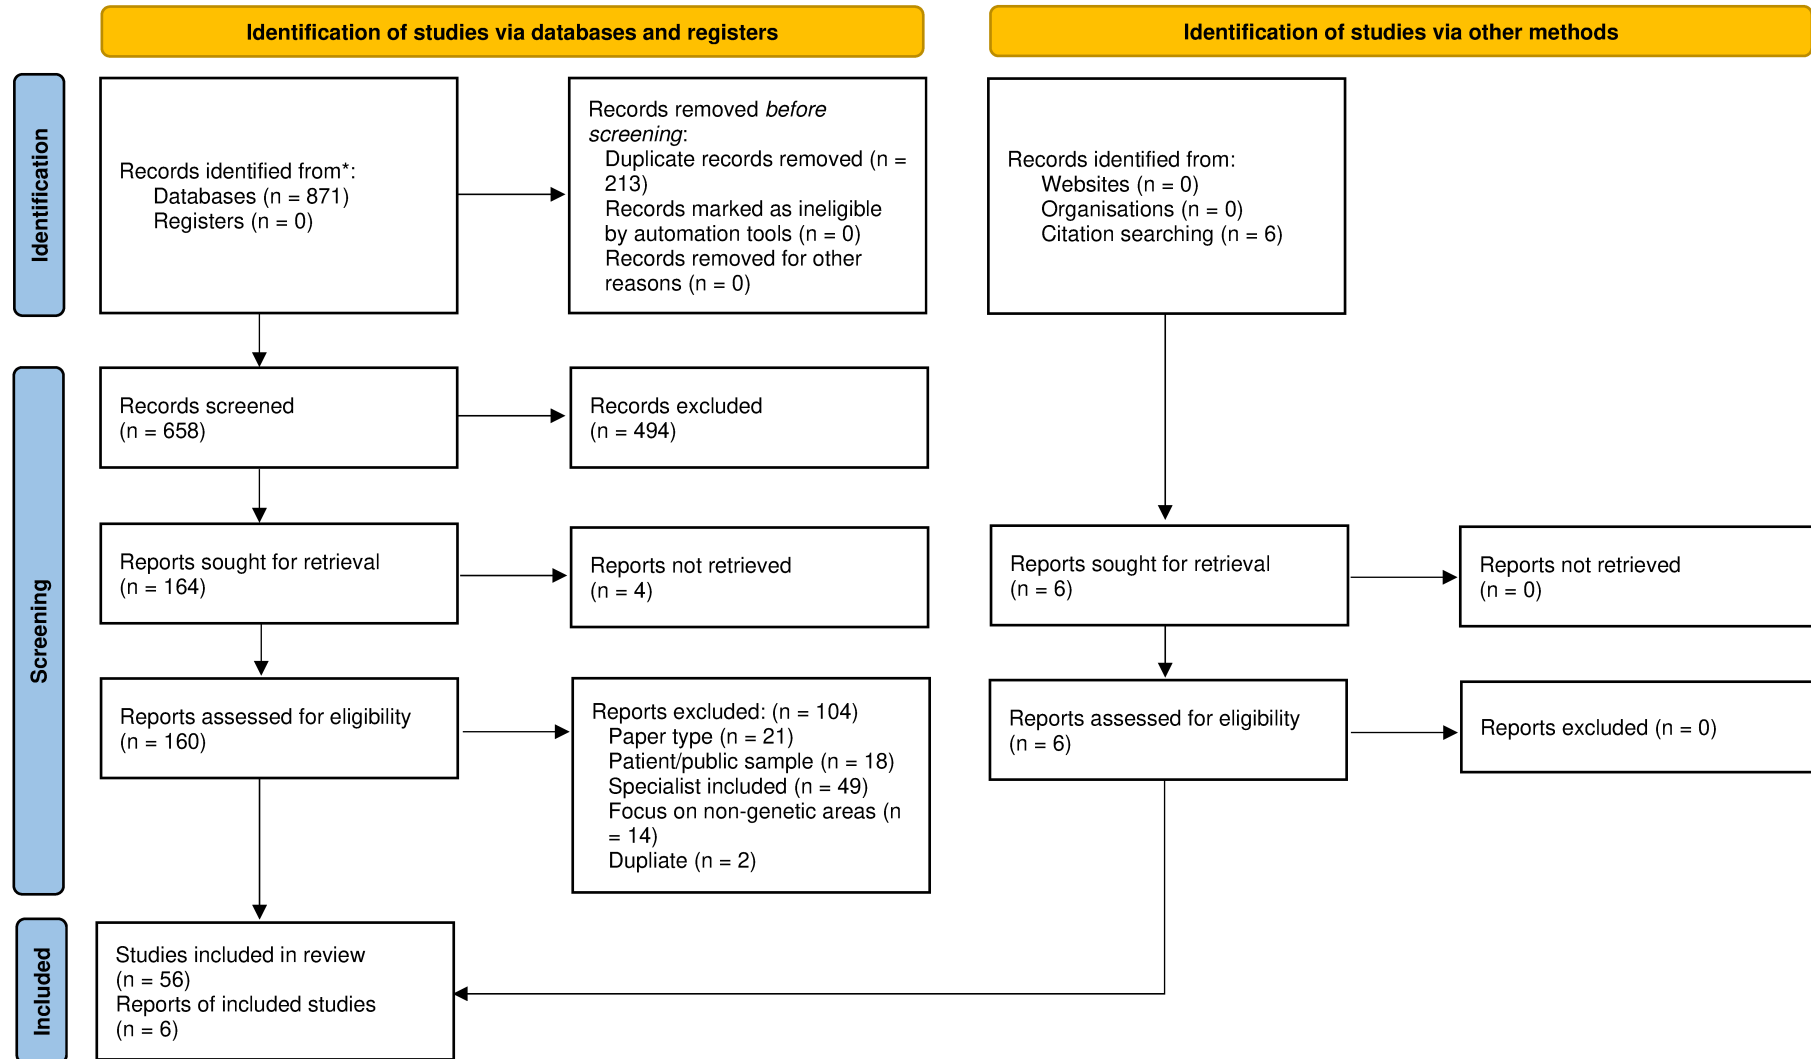 Identification of studies via databases and registers
Identification of studies via other methods
Identification
Records identified from*:
Databases (n = 871)
Registers (n = 0)
Records removed before
screening:
Duplicate records removed (n =
213)
Records marked as ineligible
by automation tools (n = 0)
Records removed for other
reasons (n = 0)
Records identified from:
Websites (n = 0)
Organisations (n = 0)
Citation searching (n = 6)
Screening
Records screened
(n = 658)
Records excluded
(n = 494)
Reports sought for retrieval
(n = 164)
Reports not retrieved
(n = 4)
Reports sought for retrieval
(n = 6)
Reports not retrieved
(n = 0)
Reports assessed for eligibility
(n = 160)
Reports excluded: (n = 104)
Paper type (n = 21)
Patient/public sample (n = 18)
Specialist included (n = 49)
Focus on non-genetic areas (n
= 14)
Dupliate (n = 2)
Reports assessed for eligibility
(n = 6)
Reports excluded (n = 0)
Included
Studies included in review
(n = 56)
Reports of included studies
(n = 6)